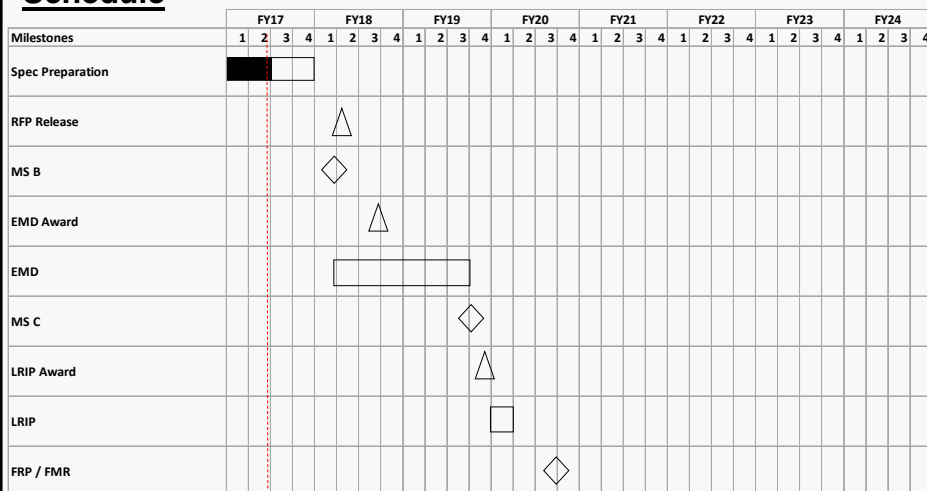 Schedule
FY17 FY18 FY19 FY20 FY21 FY22 FY23 FY24
Milestones 1 2 3 4 1 2 3 4 1 2 3 4 1 2 3 4 1 2 3 4 1 2 3 4 1 2 3 4 1 2 3 4
Spec Preparation
RFP Release
MS B
EMD Award
EMD
MS C
LRIP Award
LRIP
FRP / FMR